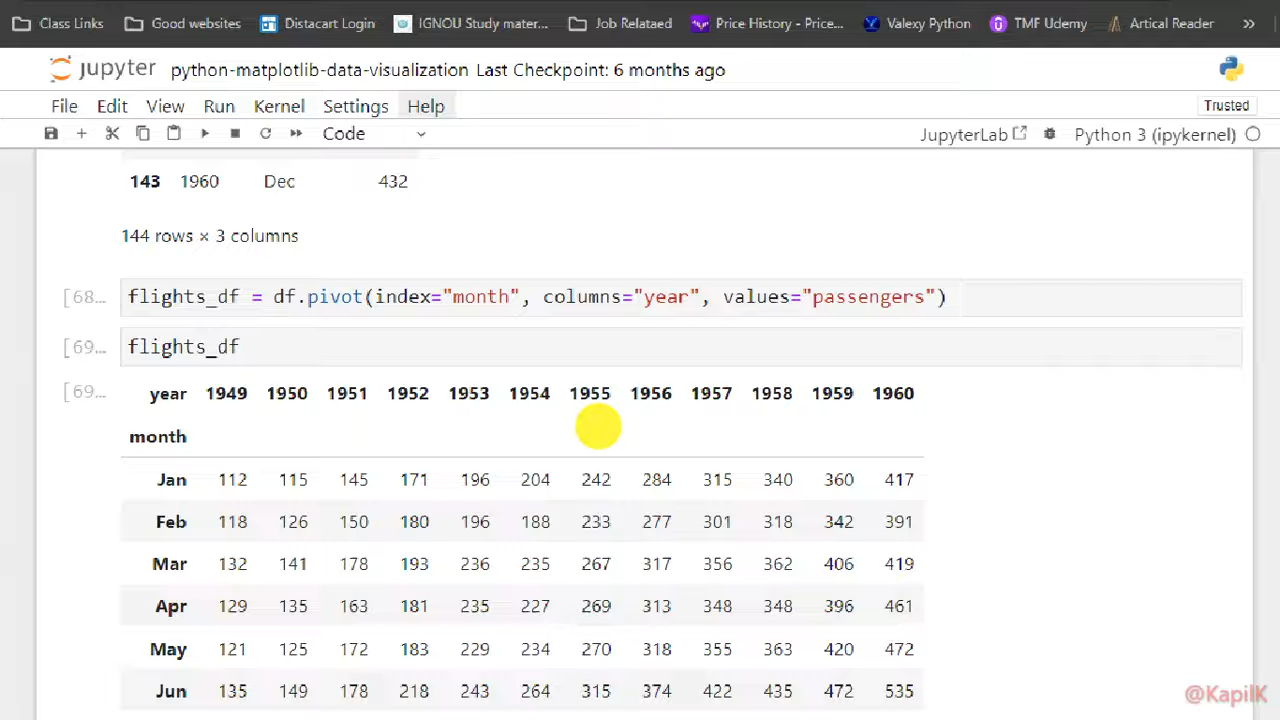 Class Links Good websites Distacart Login IGNOU Study mater... Job Relataed Price History - Price... Valexy Python TMF Udemy Artical Reader »
jupyter python-matplotlib-data-visualization Last Checkpoint: 6 months ago
File Edit View Run Kernel Settings Help Trusted
Code JupyterLab Python 3 (ipykernel)
143 1960 Dec 432
144 rows × 3 columns
[68... flights_df = df.pivot(index="month", columns="year", values="passengers")
[69... flights_df
[69... year 1949 1950 1951 1952 1953 1954 1955 1956 1957 1958 1959 1960
month
Jan 112 115 145 171 196 204 242 284 315 340 360 417
Feb 118 126 150 180 196 188 233 277 301 318 342 391
Mar 132 141 178 193 236 235 267 317 356 362 406 419
Apr 129 135 163 181 235 227 269 313 348 348 396 461
May 121 125 172 183 229 234 270 318 355 363 420 472
Jun 135 149 178 218 243 264 315 374 422 435 472 535
@KapilK